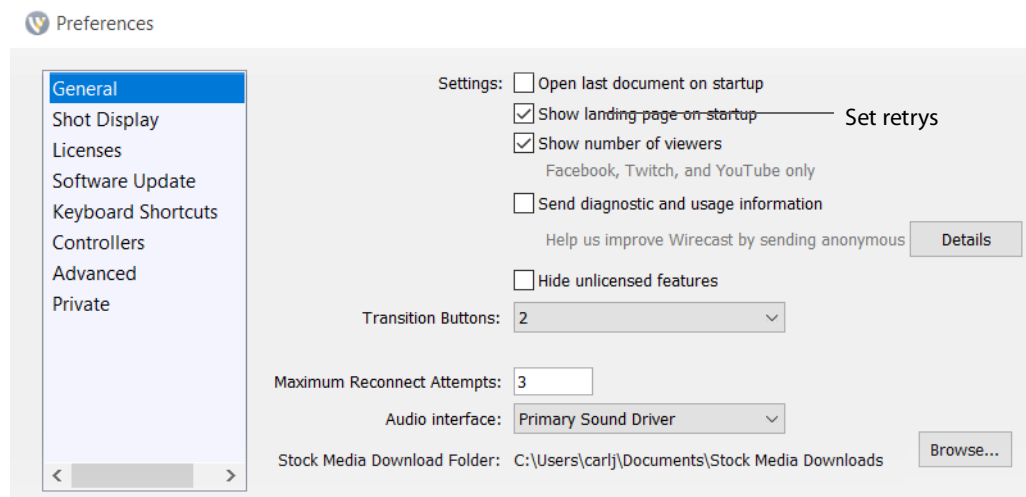 Preferences
General
Shot Display
Licenses
Software Update
Keyboard Shortcuts
Controllers
Advanced
Private
Settings: Open last document on startup
Show landing page on startup
Set retrys
Show number of viewers
Facebook, Twitch, and YouTube only
Send diagnostic and usage information
Help us improve Wirecast by sending anonymous Details
Hide unlicensed features
Transition Buttons: 2
Maximum Reconnect Attempts: 3
Audio interface: Primary Sound Driver
Stock Media Download Folder: C:\Users\carlj\Documents\Stock Media Downloads Browse...